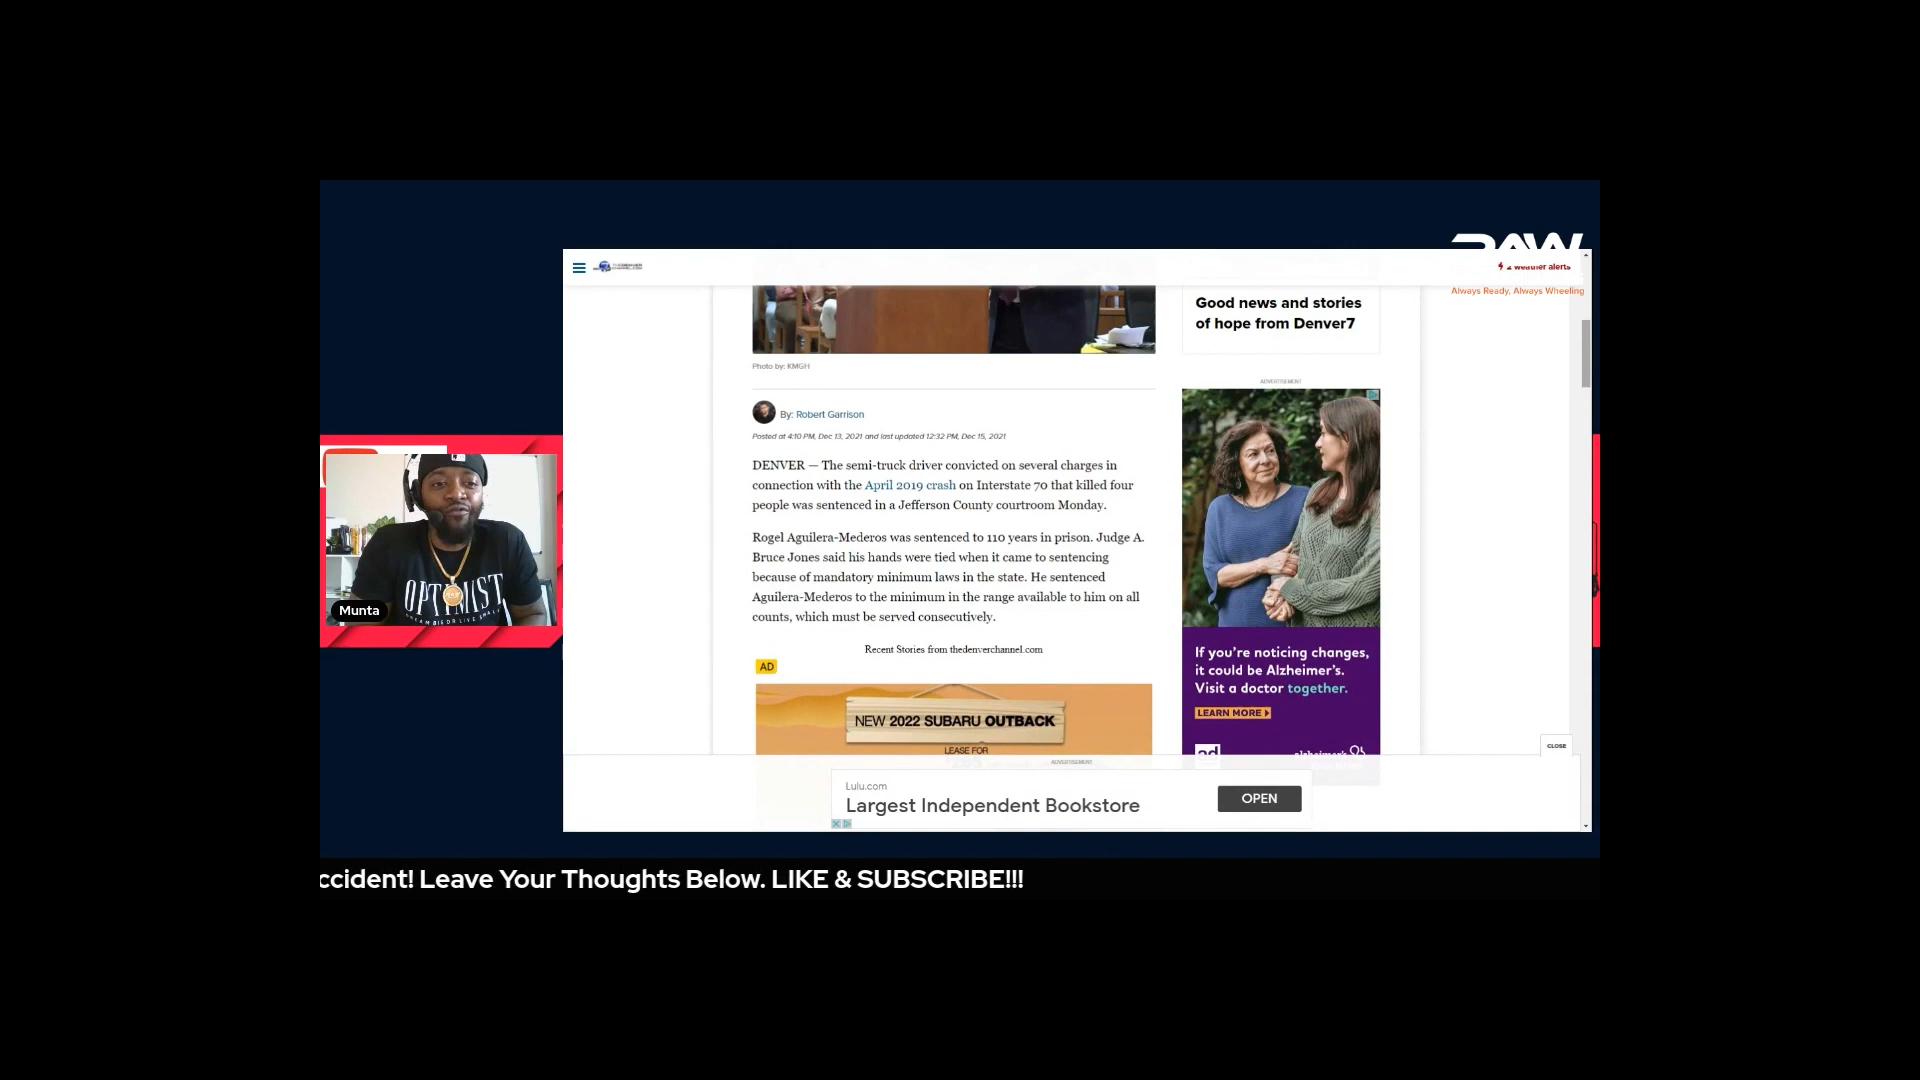 weather alerts
Always Ready, Always Wheeling
Good news and stories
of hope from Denver7
Photo by: KMGH
ADVERTISEMENT
By: Robert Garrison
Posted at 4:10 PM, Dec 13, 2021 and last updated 12:32 PM, Dec 15, 2021
DENVER — The semi-truck driver convicted on several charges in
connection with the April 2019 crash on Interstate 70 that killed four
people was sentenced in a Jefferson County courtroom Monday.
Rogel Aguilera-Mederos was sentenced to 110 years in prison. Judge A.
Bruce Jones said his hands were tied when it came to sentencing
because of mandatory minimum laws in the state. He sentenced
Aguilera-Mederos to the minimum in the range available to him on all
counts, which must be served consecutively.
Recent Stories from thedenverchannel.com
AD
NEW 2022 SUBARU OUTBACK
LEASE FOR
If you're noticing changes,
it could be Alzheimer's.
Visit a doctor together.
LEARN MORE
ad
alzheimer's
CLOSE
ADVERTISEMENT
Lulu.com
Largest Independent Bookstore
OPEN
OPTIMIST
Munta
ccident! Leave Your Thoughts Below. LIKE & SUBSCRIBE!!!